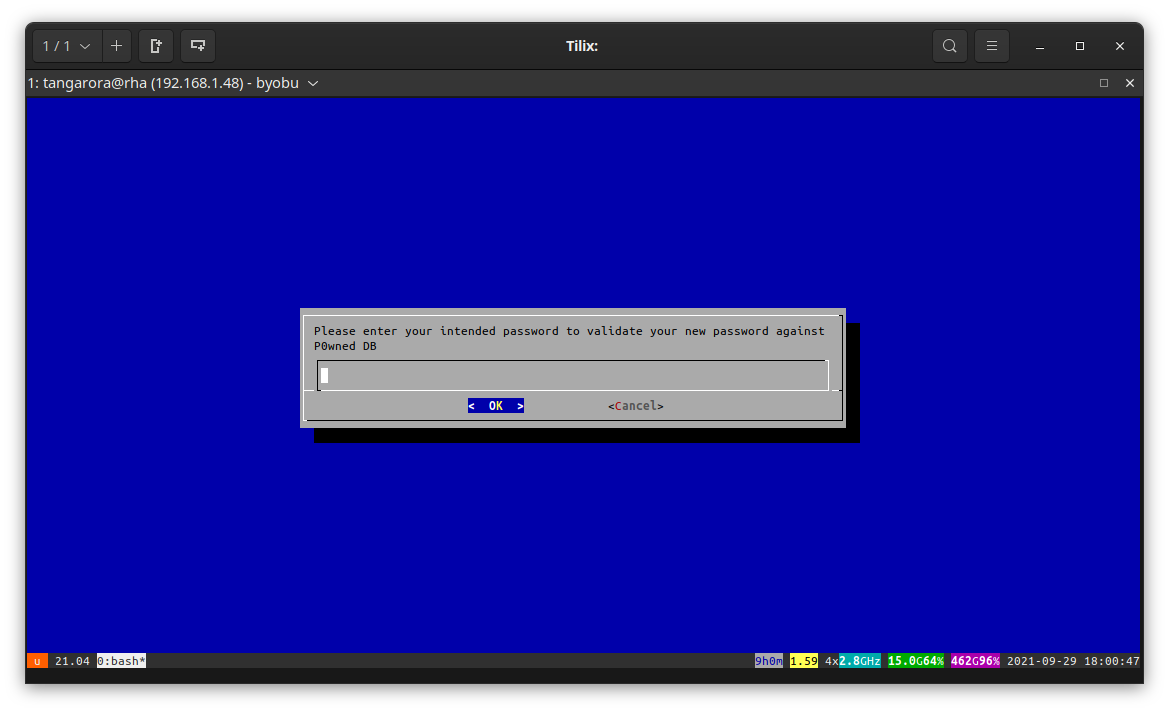 1 / 1
Tilix:
1: tangarora@rha (192.168.1.48) - byobu
Please enter your intended password to validate your new password against
P0wned DB
< OK > <Cancel>
u 21.04 0:bash* 9h0m 1.59 4x2.8GHz 15.0G64% 462G96% 2021-09-29 18:00:47